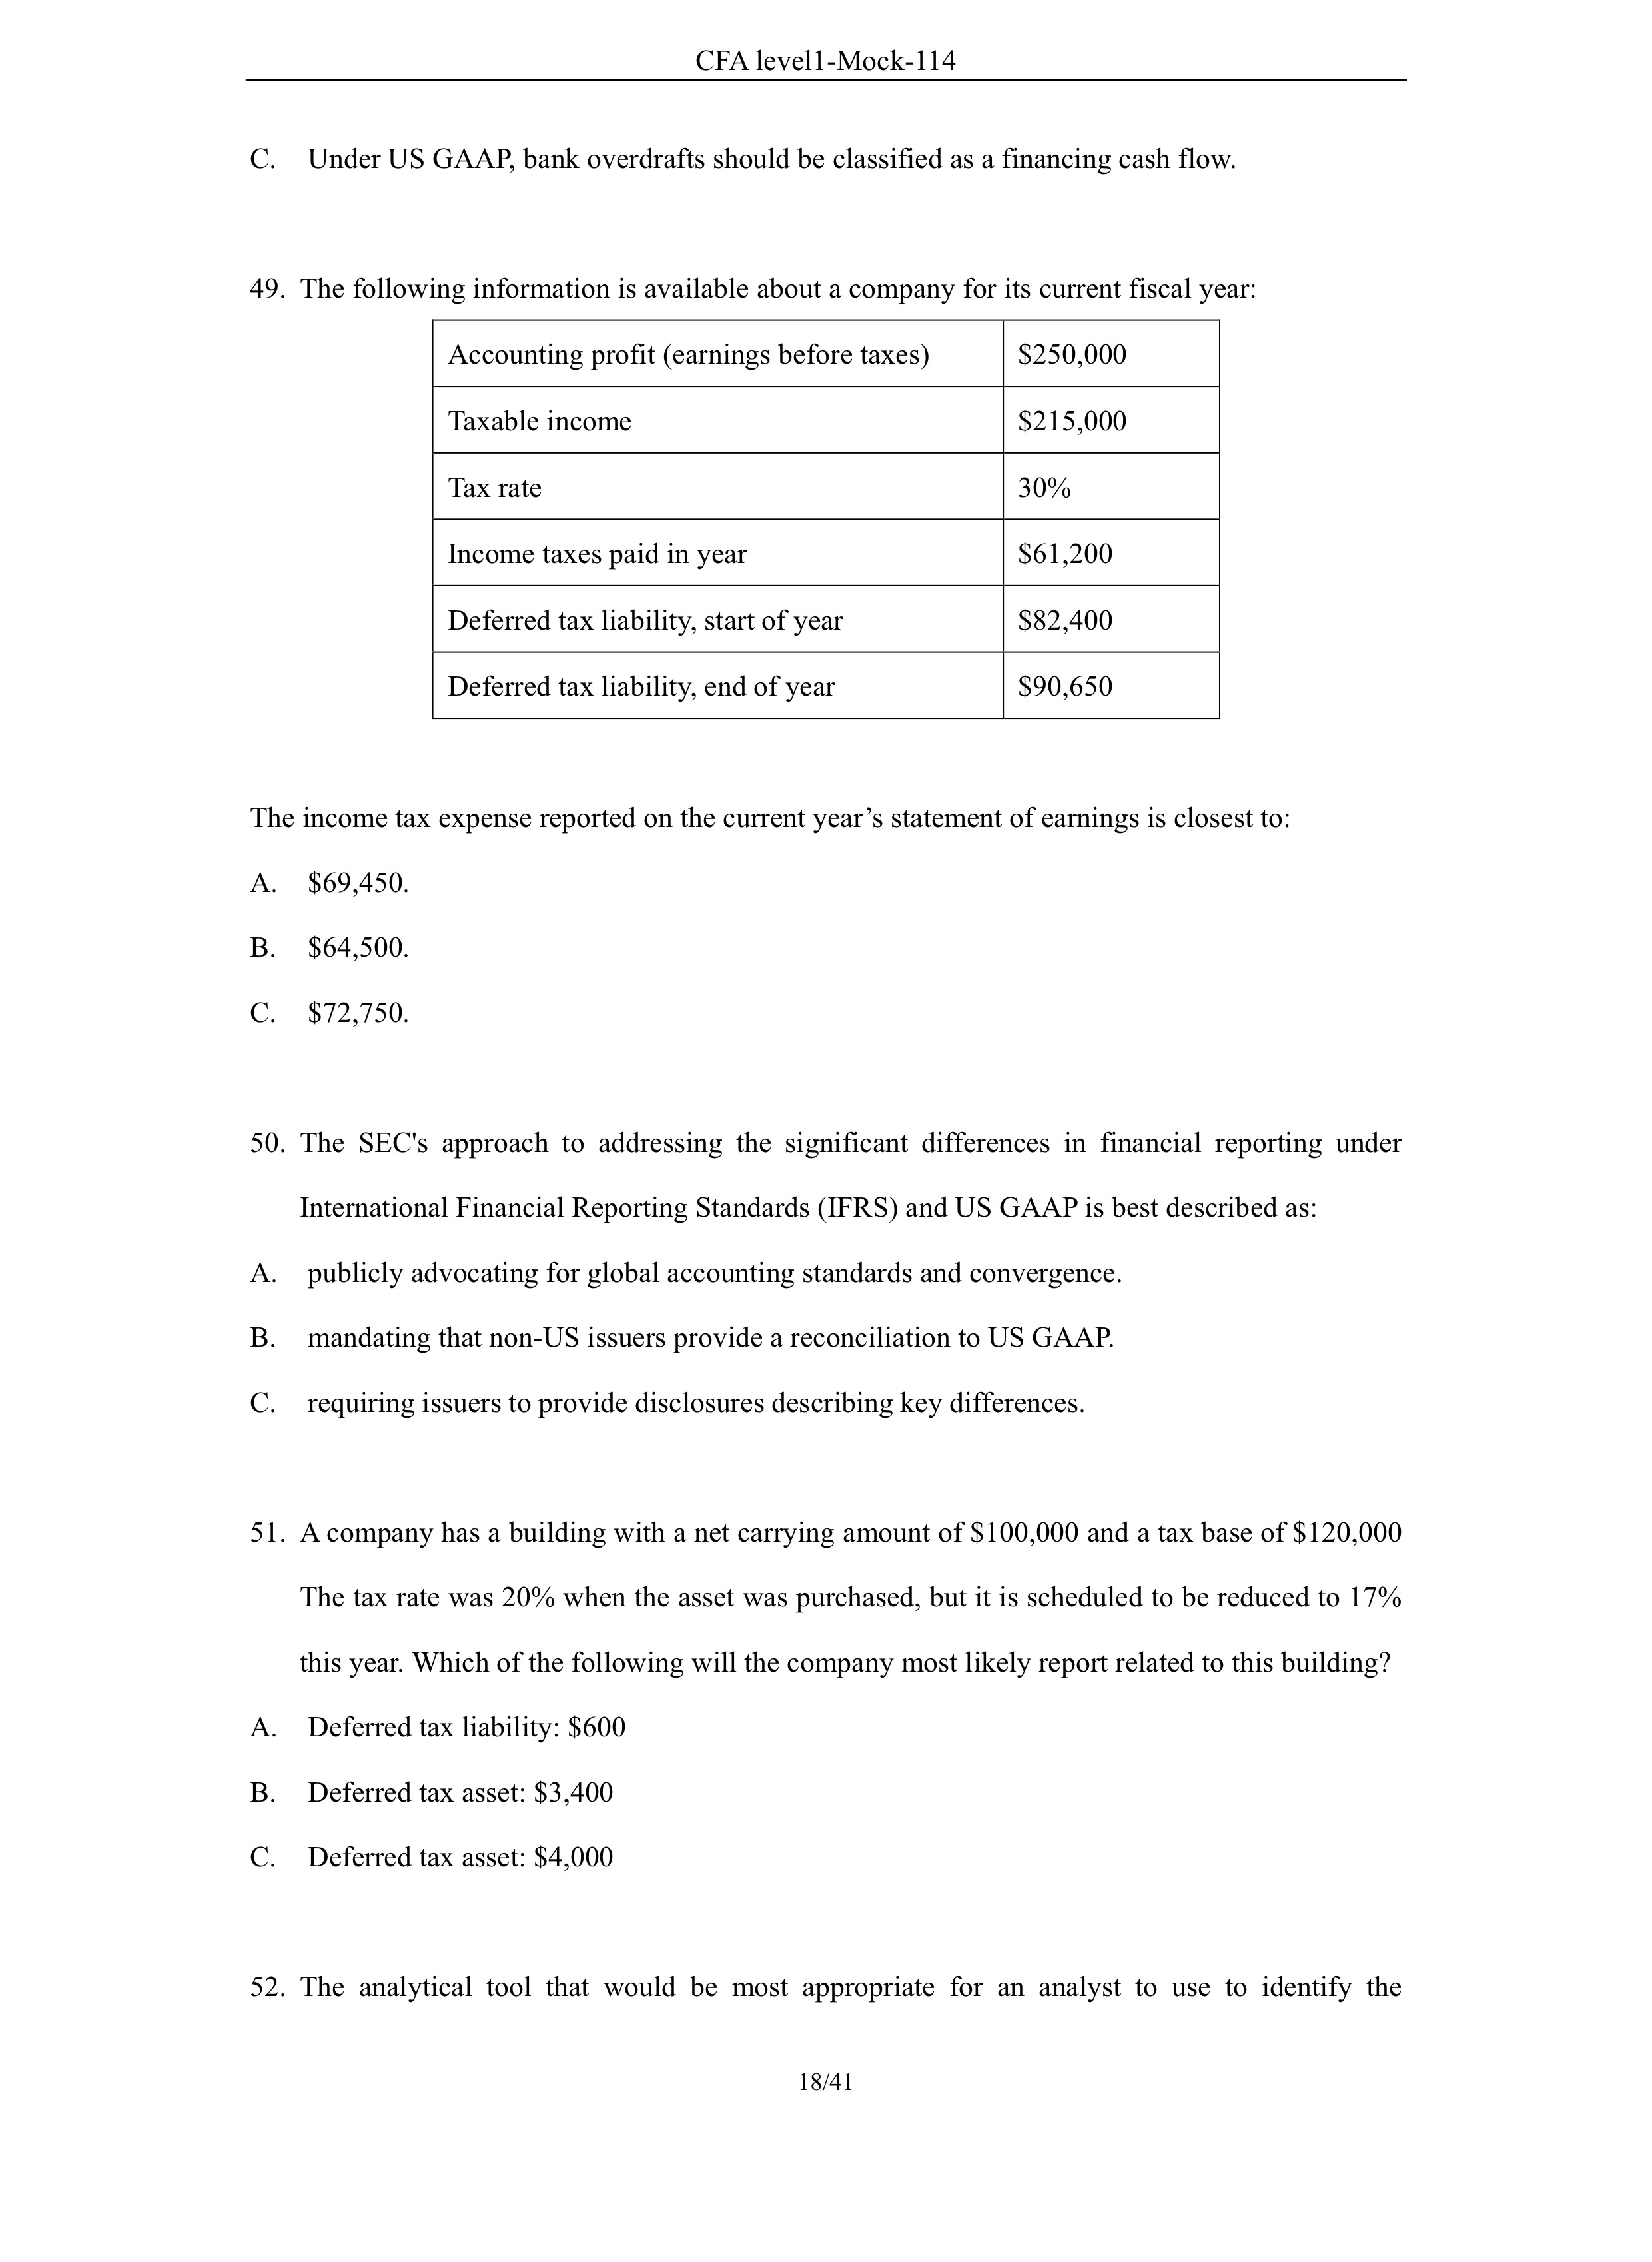 CFA level1-Mock-114
C. Under US GAAP, bank overdrafts should be classified as a financing cash flow.
49. The following information is available about a company for its current fiscal year:
Accounting profit (earnings before taxes) $250,000
Taxable income $215,000
Tax rate 30%
Income taxes paid in year $61,200
Deferred tax liability, start of year $82,400
Deferred tax liability, end of year $90,650
The income tax expense reported on the current year’s statement of earnings is closest to:
A. $69,450.
B. $64,500.
C. $72,750.
50. The SEC's approach to addressing the significant differences in financial reporting under
International Financial Reporting Standards (IFRS) and US GAAP is best described as:
A. publicly advocating for global accounting standards and convergence.
B. mandating that non-US issuers provide a reconciliation to US GAAP.
C. requiring issuers to provide disclosures describing key differences.
51. A company has a building with a net carrying amount of $100,000 and a tax base of $120,000
The tax rate was 20% when the asset was purchased, but it is scheduled to be reduced to 17%
this year. Which of the following will the company most likely report related to this building?
A. Deferred tax liability: $600
B. Deferred tax asset: $3,400
C. Deferred tax asset: $4,000
52. The analytical tool that would be most appropriate for an analyst to use to identify the
18/41